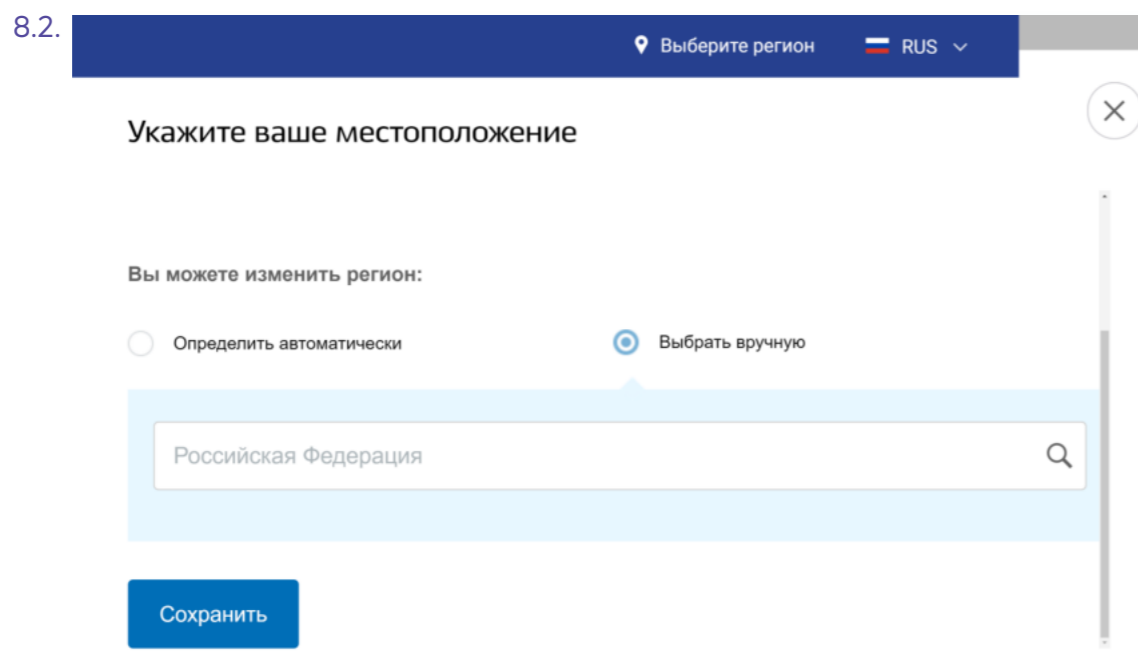 8.2.
Выберите регион RUS
Укажите ваше местоположение
Вы можете изменить регион:
Определить автоматически Выбрать вручную
Российская Федерация
Сохранить